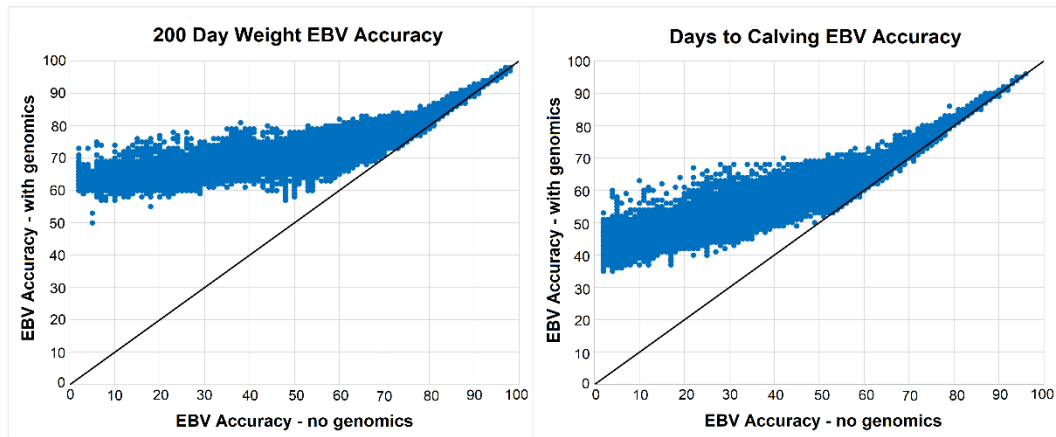 200 Day Weight EBV Accuracy
EBV Accuracy - with genomics
100
90
80
70
60
50
40
30
20
10
0
0 10 20 30 40 50 60 70 80 90 100
EBV Accuracy - no genomics
Days to Calving EBV Accuracy
EBV Accuracy - with genomics
100
90
80
70
60
50
40
30
20
10
0
0 10 20 30 40 50 60 70 80 90 100
EBV Accuracy - no genomics